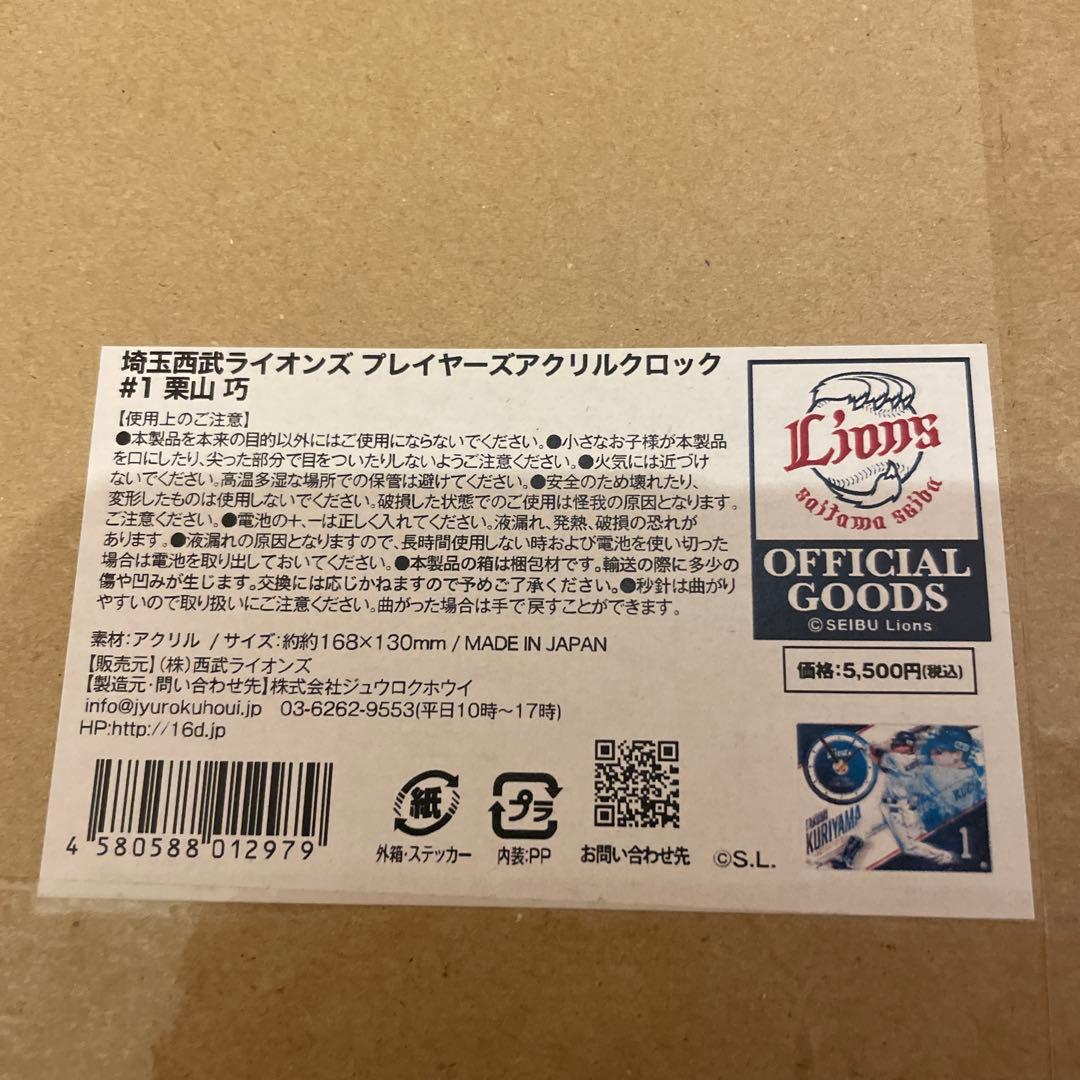 埼玉西武ライオンズ プレイヤーズアクリルクロック
#1 栗山 巧
【使用上のご注意】
●本製品を本来の目的以外にはご使用にならないでください。●小さなお子様が本製品
を口にしたり、尖った部分で目をついたりしないようご注意ください。●火気には近づけ
ないでください。高温多湿な場所での保管は避けてください。●安全のため壊れたり、
変形したものは使用しないでください。破損した状態でのご使用は怪我の原因となります。
ご注意ください。●電池の+、−は正しく入れてください。液漏れ、発熱、破損の恐れが
あります。●液漏れの原因となりますので、長時間使用しない時および電池を使い切った
場合は電池を取り出しておいてください。●本製品の箱は梱包材です。輸送の際に多少の
傷や凹みが生じます。交換には応じかねますので予めご了承ください。●秒針は曲がり
やすいので取り扱いにご注意ください。曲がった場合は手で戻すことができます。
素材:アクリル / サイズ:約約168×130mm / MADE IN JAPAN
【販売元】(株)西武ライオンズ
【製造元・問い合わせ先】株式会社ジュウロクホウイ
info@jyurokuhoui.jp 03-6262-9553(平日10時〜17時)
HP:http://16d.jp
4 580588 012979
紙
外箱・ステッカー
プラ
内装:PP
お問い合わせ先
©S.L.
Lions
Saitama Seibu
OFFICIAL
GOODS
©SEIBU Lions
価格:5,500円(税込)
TAKUMI
KURIYAMA
1